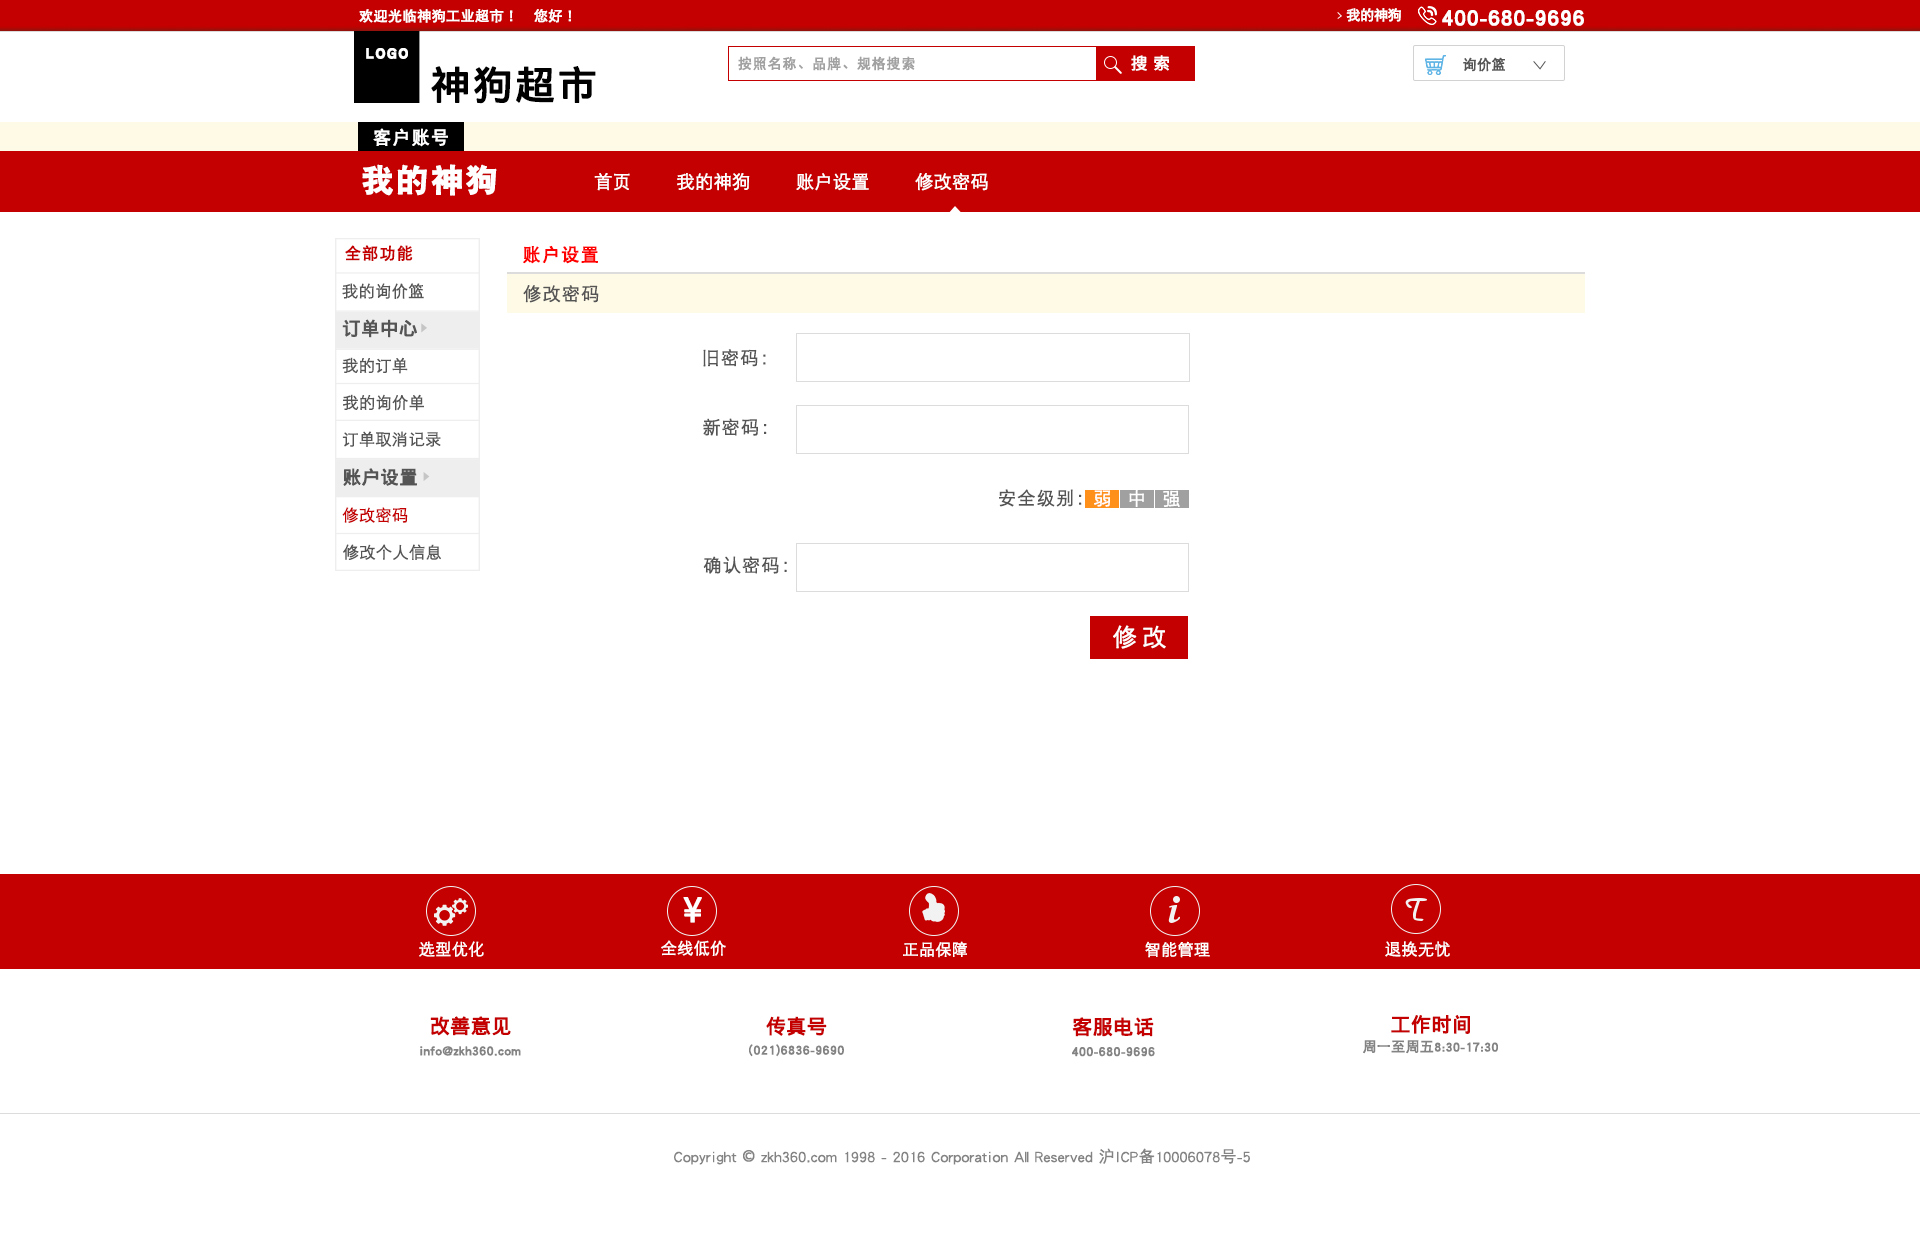 欢迎光临神狗工业超市！ 您好！
> 我的神狗 400-680-9696
LOGO
神狗超市
按照名称、品牌、规格搜索
搜 索
询价篮
客户账号
我的神狗
首页 我的神狗 账户设置 修改密码
全部功能
我的询价篮
订单中心
我的订单
我的询价单
订单取消记录
账户设置
修改密码
修改个人信息
账户设置
修改密码
旧密码：
新密码：
安全级别：弱 中 强
确认密码：
修 改
选型优化
¥
全线低价
正品保障
i
智能管理
T
退换无忧
改善意见
info@zkh360.com
传真号
(021)6836-9690
客服电话
400-680-9696
工作时间
周一至周五8:30-17:30
Copyright © zkh360.com 1998 - 2016 Corporation All Reserved 沪ICP备10006078号-5